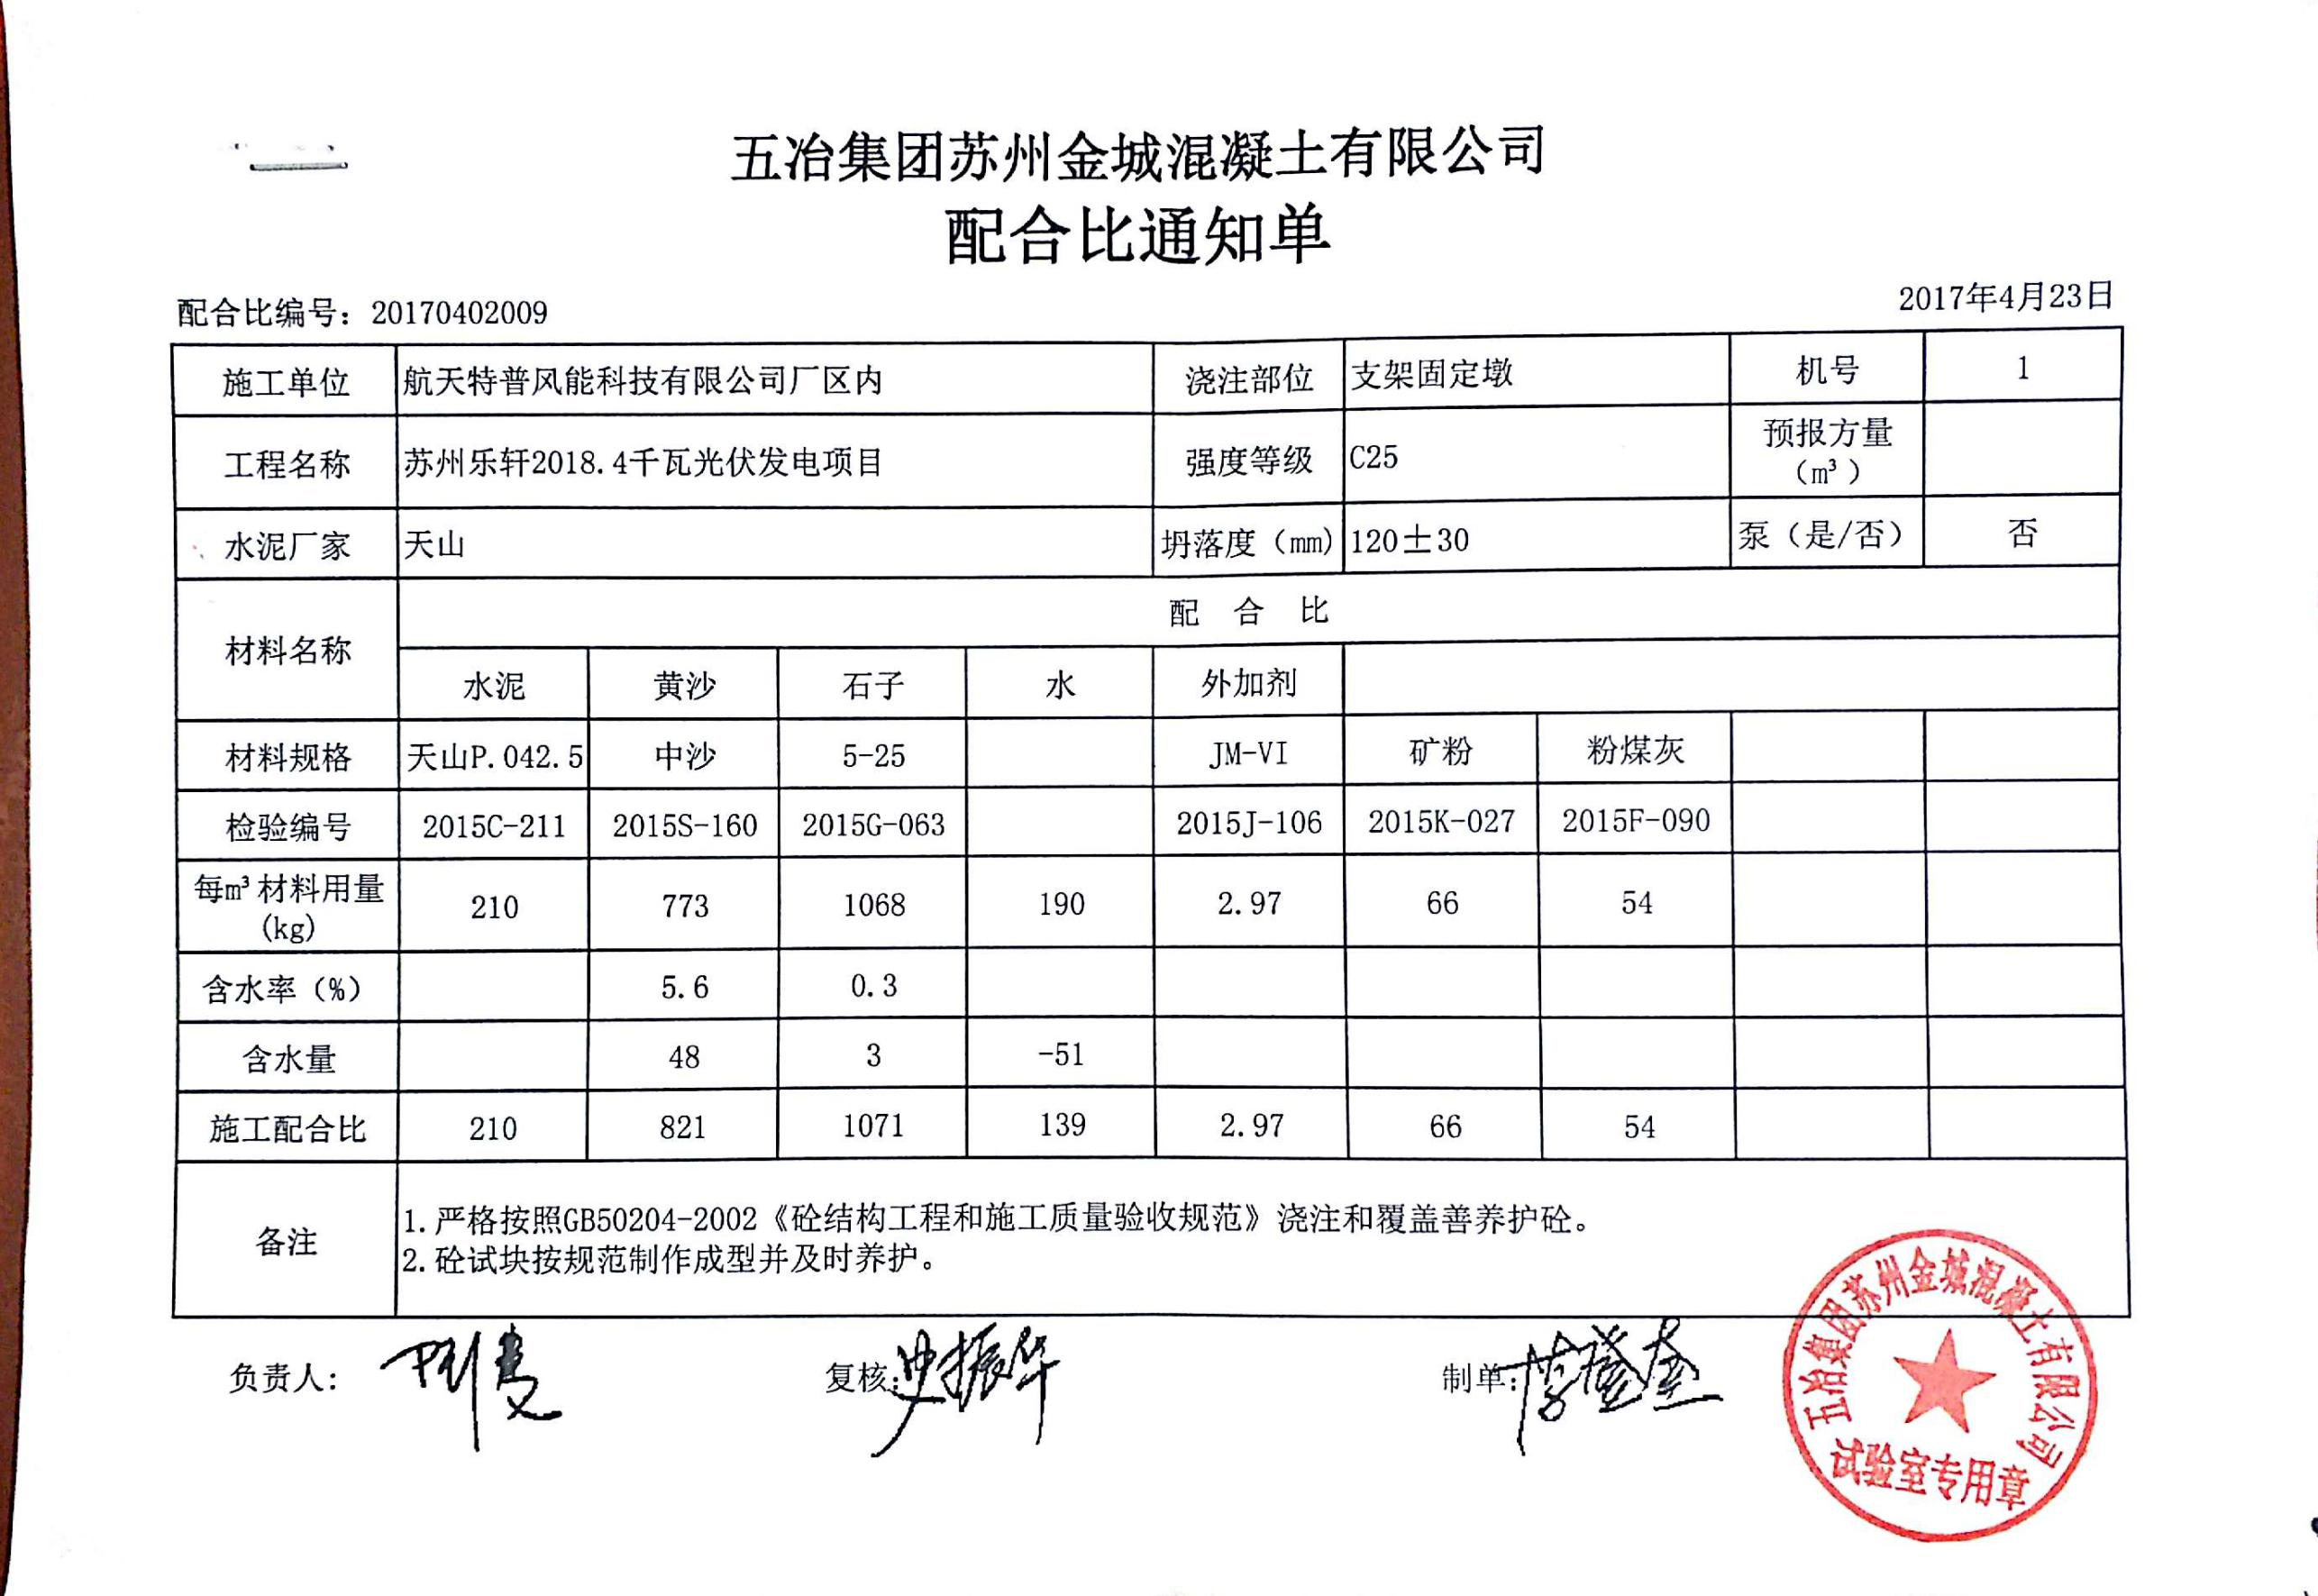 五冶集团苏州金城混凝土有限公司
配合比通知单
配合比编号：20170402009
2017年4月23日
施工单位 航天特普风能科技有限公司厂区内 浇注部位 支架固定墩 机号 1
工程名称 苏州乐轩2018.4千瓦光伏发电项目 强度等级 C25 预报方量（m³）
水泥厂家 天山 坍落度（mm） 120±30 泵（是/否） 否
材料名称 配 合 比
水泥 黄沙 石子 水 外加剂
材料规格 天山P.042.5 中沙 5-25 JM-VI 矿粉 粉煤灰
检验编号 2015C-211 2015S-160 2015G-063 2015J-106 2015K-027 2015F-090
每m³材料用量(kg) 210 773 1068 190 2.97 66 54
含水率（%） 5.6 0.3
含水量 48 3 -51
施工配合比 210 821 1071 139 2.97 66 54
备注
1.严格按照GB50204-2002《砼结构工程和施工质量验收规范》浇注和覆盖善养护砼。
2.砼试块按规范制作成型并及时养护。
负责人：
复核：史振华
制单：
五冶集团苏州金城混凝土有限公司
试验室专用章